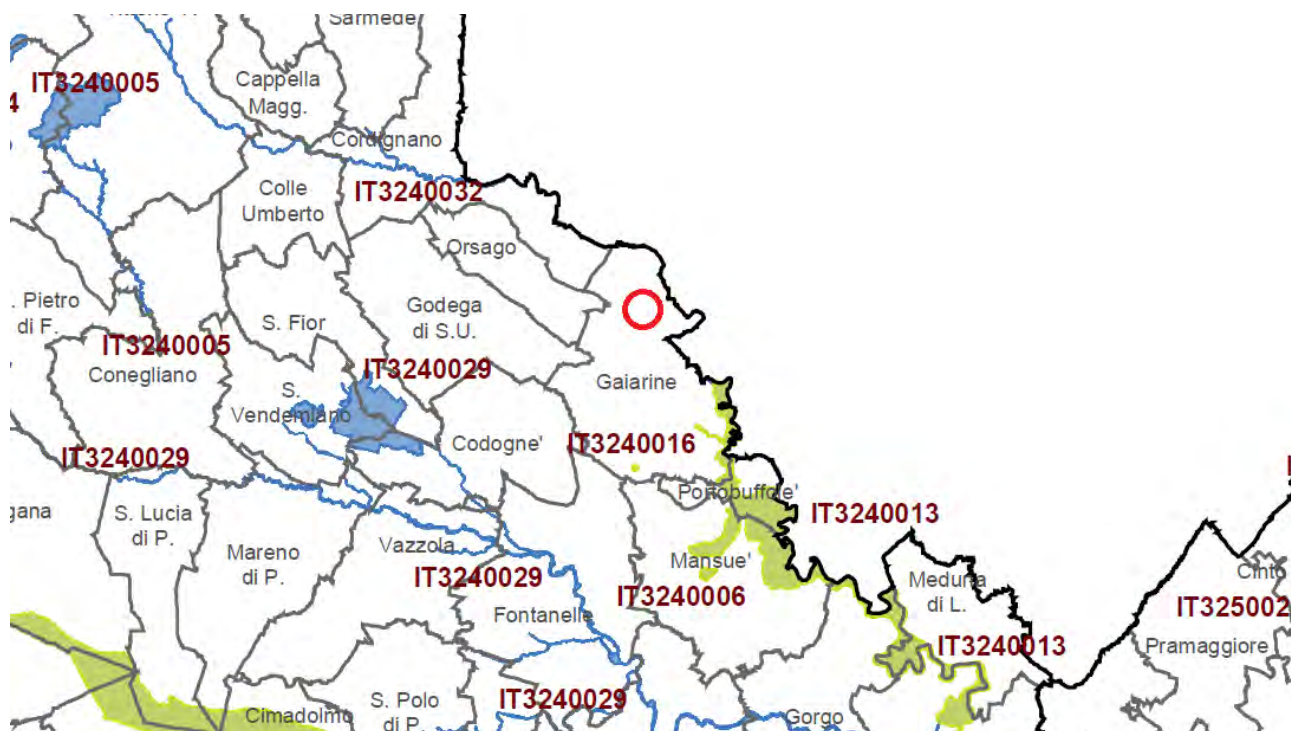 Sarmede
IT3240005
4
Cappella
Magg.
Cordignano
Colle
Umberto
IT3240032
Orsago
. Pietro
di F.
S. Fior
Godega
di S.U.
IT3240005
Conegliano
IT3240029
Gaiarine
S.
Vendemiano
Codogne'
IT3240016
IT3240029
Portobuffole'
IT3240013
gana
S. Lucia
di P.
Mareno
di P.
Vazzola
IT3240029
Mansue'
IT3240006
Fontanelle
Meduna
di L.
Cinto
IT325002
IT3240013
Pramaggiore
Cimadolmo
S. Polo
di P.
IT3240029
Gorgo